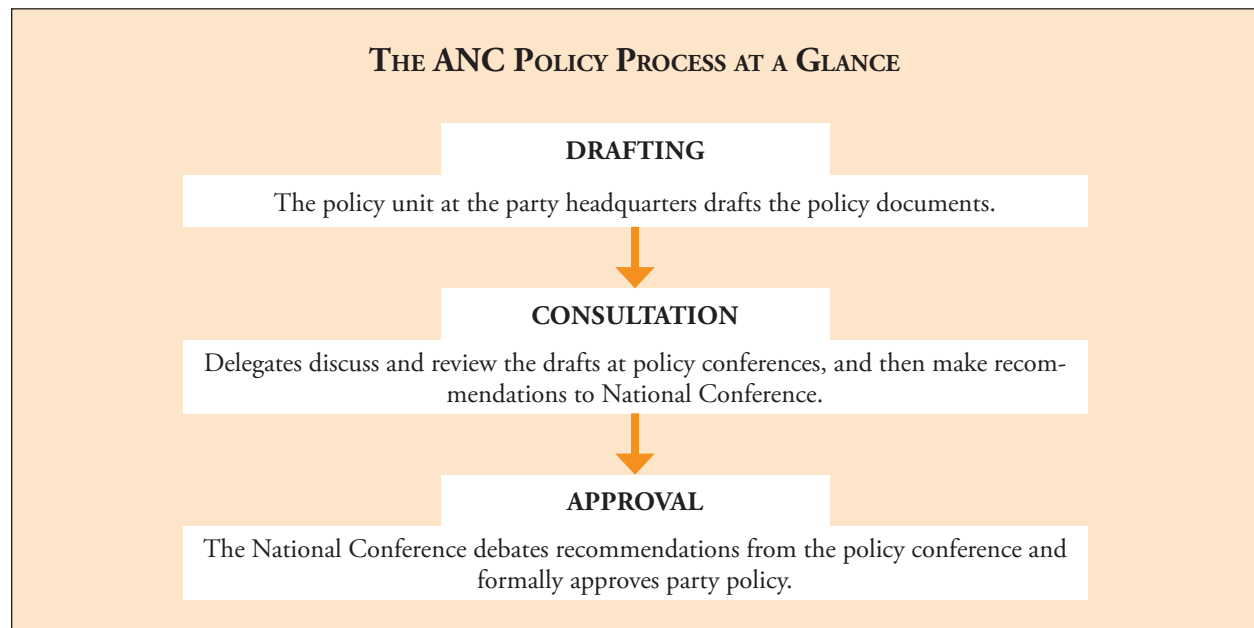 The ANC Policy Process at a Glance
DRAFTING
The policy unit at the party headquarters drafts the policy documents.
CONSULTATION
Delegates discuss and review the drafts at policy conferences, and then make recom-
mendations to National Conference.
APPROVAL
The National Conference debates recommendations from the policy conference and
formally approves party policy.